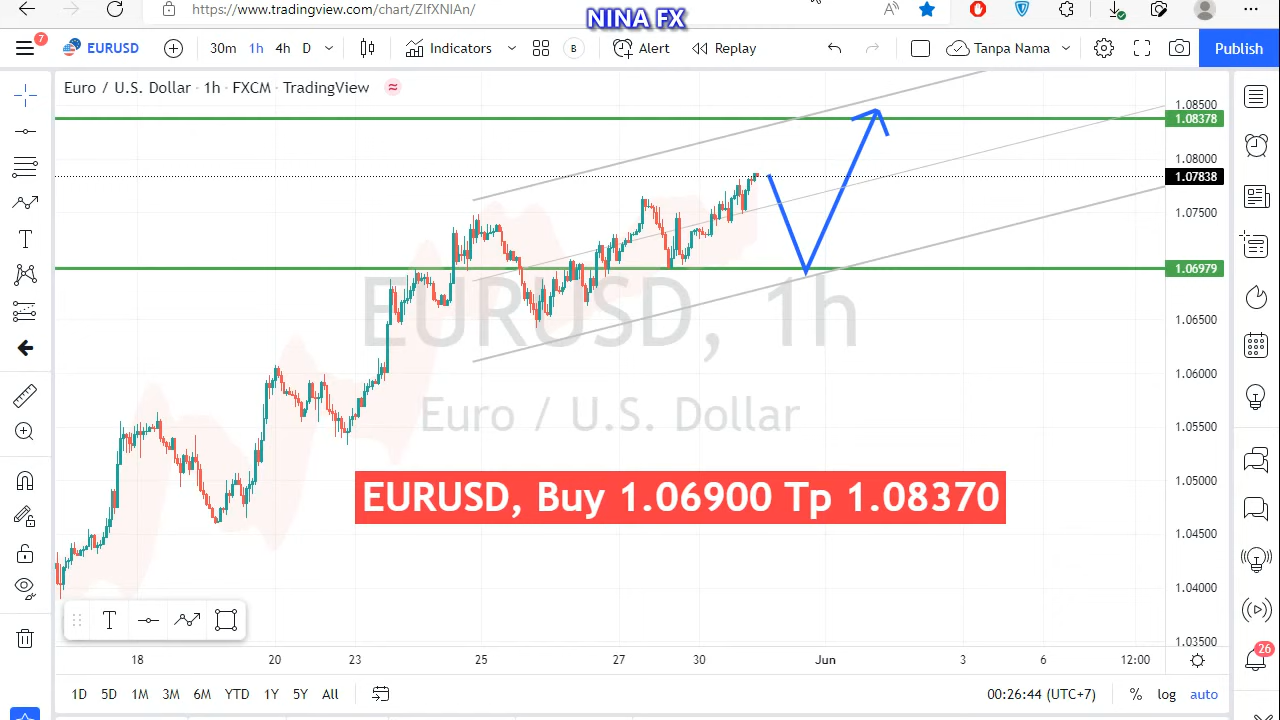 https://www.tradingview.com/chart/ZIfXNIAn/
NINA FX
7
EURUSD
30m 1h 4h D
Indicators
B
Alert
Replay
Tanpa Nama
Publish
Euro / U.S. Dollar · 1h · FXCM · TradingView
1.08500
1.08378
1.08000
1.07838
1.07500
1.06979
1.06500
1.06000
1.05500
1.05000
1.04500
1.04000
1.03500
EURUSD, 1h
Euro / U.S. Dollar
EURUSD, Buy 1.06900 Tp 1.08370
T
18 20 23 25 27 30 Jun 3 6 12:00
26
1D 5D 1M 3M 6M YTD 1Y 5Y All
00:26:44 (UTC+7)
% log auto